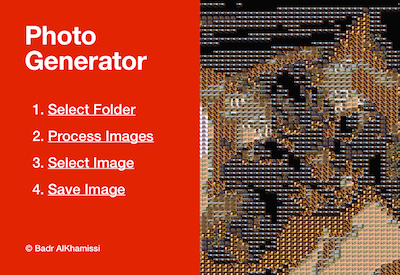 Photo
Generator
1. Select Folder
2. Process Images
3. Select Image
4. Save Image
© Badr AlKhamissi